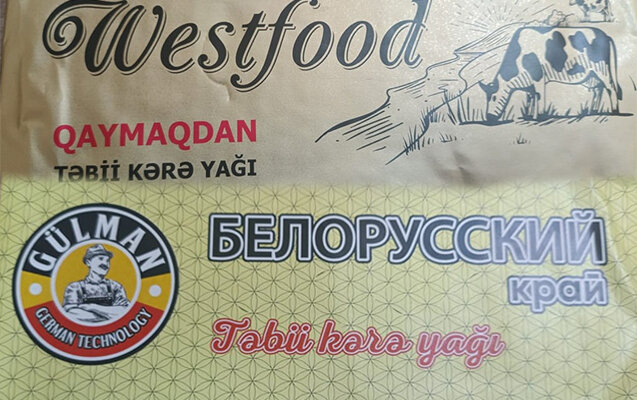 Westfood
QAYMAQDAN
TƏBİİ KƏRƏ YAĞI
GÜLMAN
GERMAN TECHNOLOGY
БЕЛОРУССКИЙ
край
Təbii kərə yağı